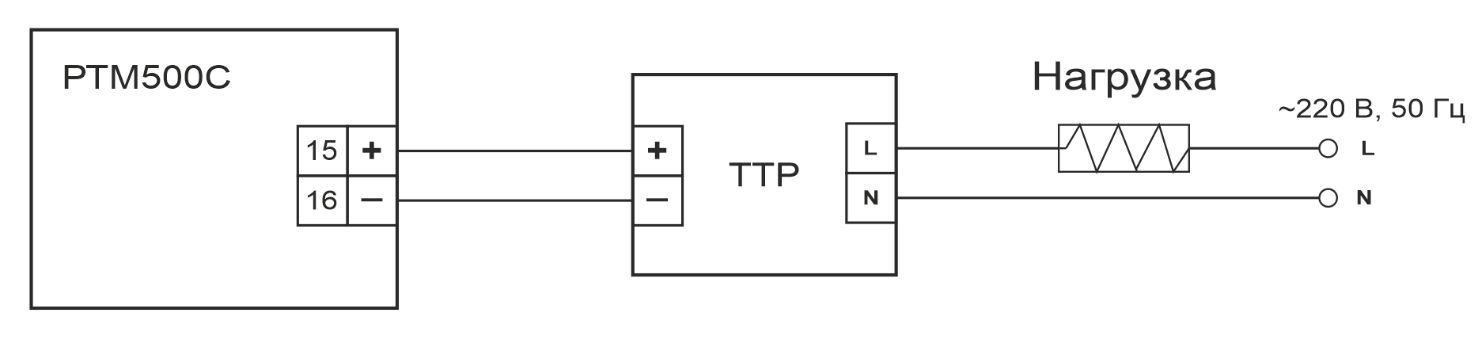 РТМ500С
Нагрузка
~220 В, 50 Гц
15 + + L L
ТТР
16 − − N N